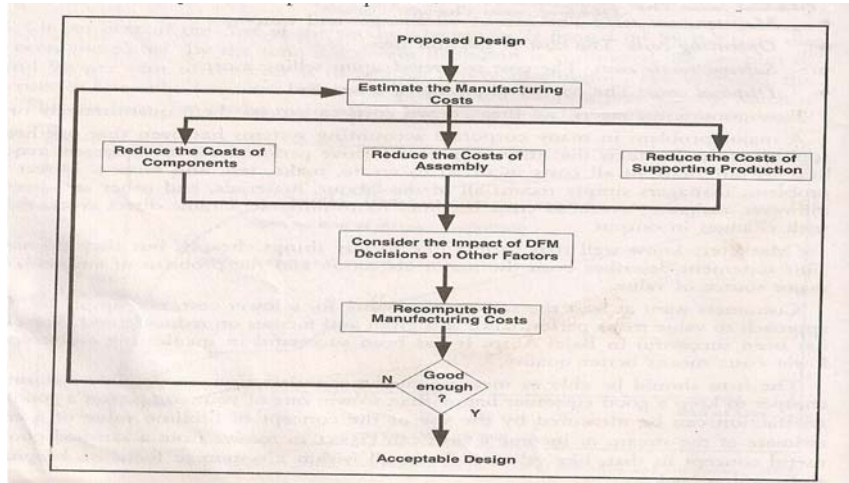 Proposed Design
Estimate the Manufacturing
Costs
Reduce the Costs of
Components
Reduce the Costs of
Assembly
Reduce the Costs of
Supporting Production
Consider the Impact of DFM
Decisions on Other Factors
Recompute the
Manufacturing Costs
N
Good
enough
?
Y
Acceptable Design